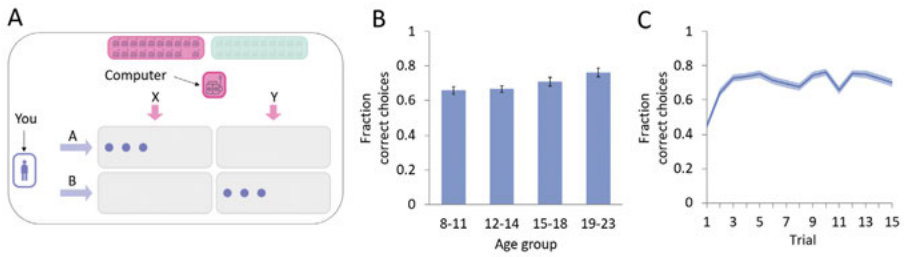 A
Computer
X
Y
You
A
B
B
Fraction
correct choices
1
0.8
0.6
0.4
0.2
0
8-11
12-14
15-18
19-23
Age group
C
Fraction
correct choices
1
0.8
0.6
0.4
0.2
0
1
3
5
7
9
11
13
15
Trial